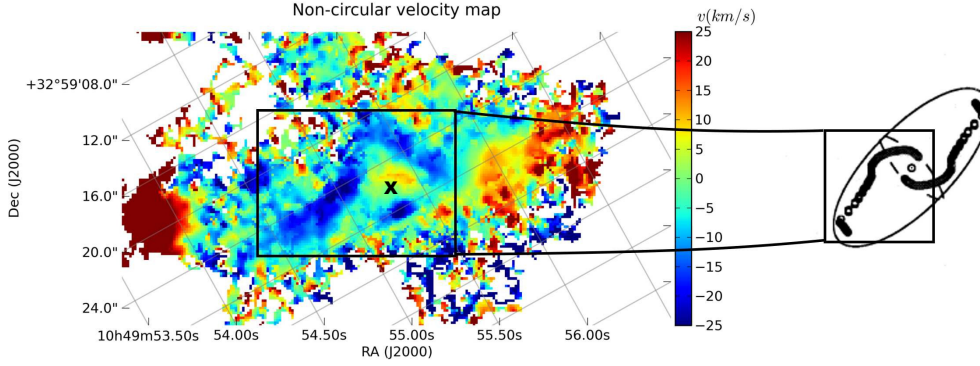 Non-circular velocity map
v(km/s)
Dec (J2000)
+32°59'08.0"
12.0"
16.0"
20.0"
24.0"
x
10h49m53.50s
54.00s
54.50s
55.00s
55.50s
56.00s
RA (J2000)
25
20
15
10
5
0
−5
−10
−15
−20
−25